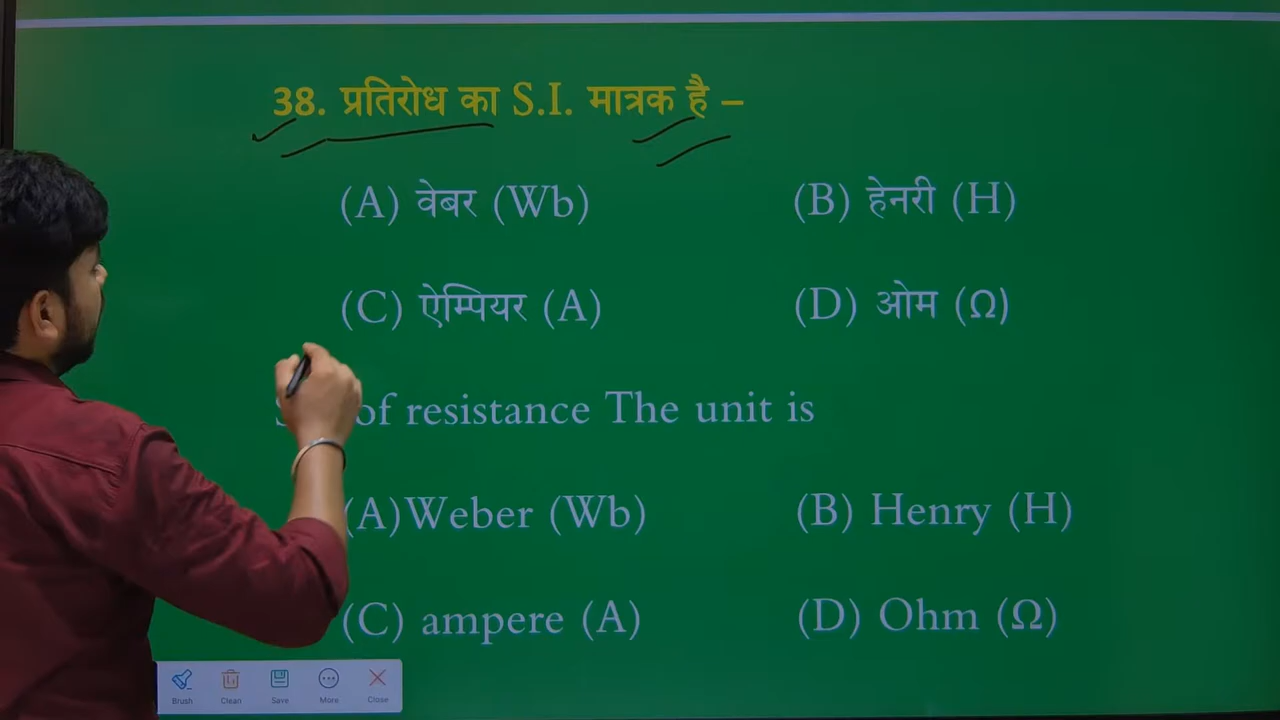 38. प्रतिरोध का S.I. मात्रक है –
(A) वेबर (Wb) (B) हेनरी (H)
(C) ऐम्पियर (A) (D) ओम (Ω)
of resistance The unit is
(A)Weber (Wb) (B) Henry (H)
(C) ampere (A) (D) Ohm (Ω)
Brush Clean Save More Close